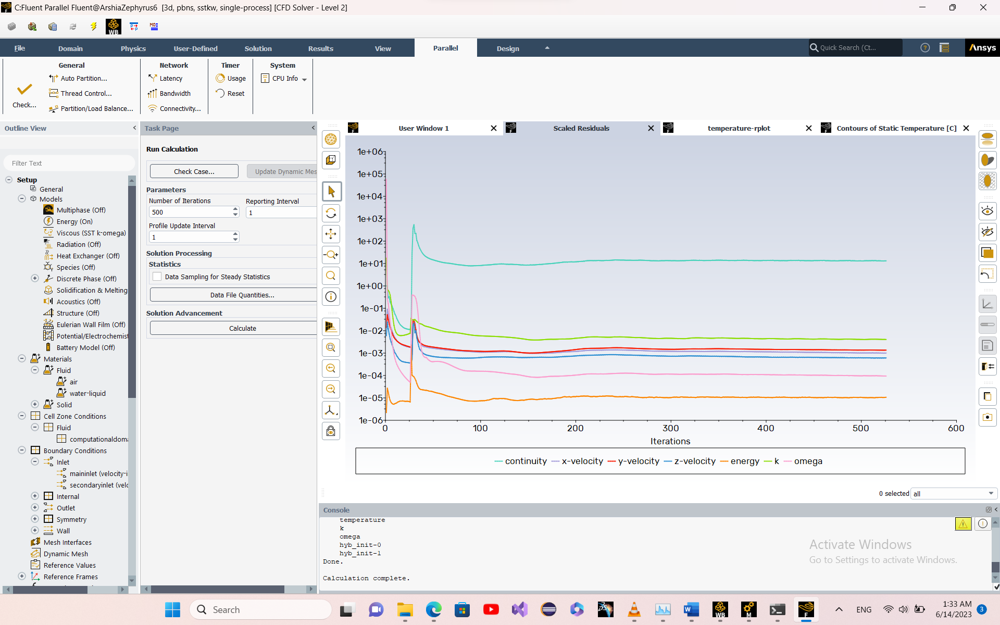 C:Fluent Parallel Fluent@ArshiaZephyrus6 [3d, pbns, sstkw, single-process] [CFD Solver - Level 2]
WB
File Domain Physics User-Defined Solution Results View Parallel Design Quick Search (Ct... Ansys
General
Check...
Auto Partition...
Thread Control...
Partition/Load Balance...
Network
Latency
Bandwidth
Connectivity...
Timer
Usage
Reset
System
CPU Info
Outline View
Filter Text
Setup
General
Models
Multiphase (Off)
Energy (On)
Viscous (SST k-omega)
Radiation (Off)
Heat Exchanger (Off)
Species (Off)
Discrete Phase (Off)
Solidification & Melting
Acoustics (Off)
Structure (Off)
Eulerian Wall Film (Off)
Potential/Electrochemist
Battery Model (Off)
Materials
Fluid
air
water-liquid
Solid
Cell Zone Conditions
Fluid
computationaldoma
Boundary Conditions
Inlet
maininlet (velocity-i
secondaryinlet (velo
Internal
Outlet
Symmetry
Wall
Mesh Interfaces
Dynamic Mesh
Reference Values
Reference Frames
Task Page
Run Calculation
Check Case...
Update Dynamic Mes
Parameters
Number of Iterations
500
Reporting Interval
1
Profile Update Interval
1
Solution Processing
Statistics
Data Sampling for Steady Statistics
Data File Quantities...
Solution Advancement
Calculate
User Window 1
Scaled Residuals
temperature-rplot
Contours of Static Temperature [C]
1e+06
1e+05
1e+04
1e+03
1e+02
1e+01
1e+00
1e-01
1e-02
1e-03
1e-04
1e-05
1e-06
0 100 200 300 400 500 600
Iterations
continuity x-velocity y-velocity z-velocity energy k omega
0 selected all
Console
temperature
k
omega
hyb_init-0
hyb_init-1
Done.
Calculation complete.
Activate Windows
Go to Settings to activate Windows.
Search
WB
M
F
ENG
1:33 AM
6/14/2023
3